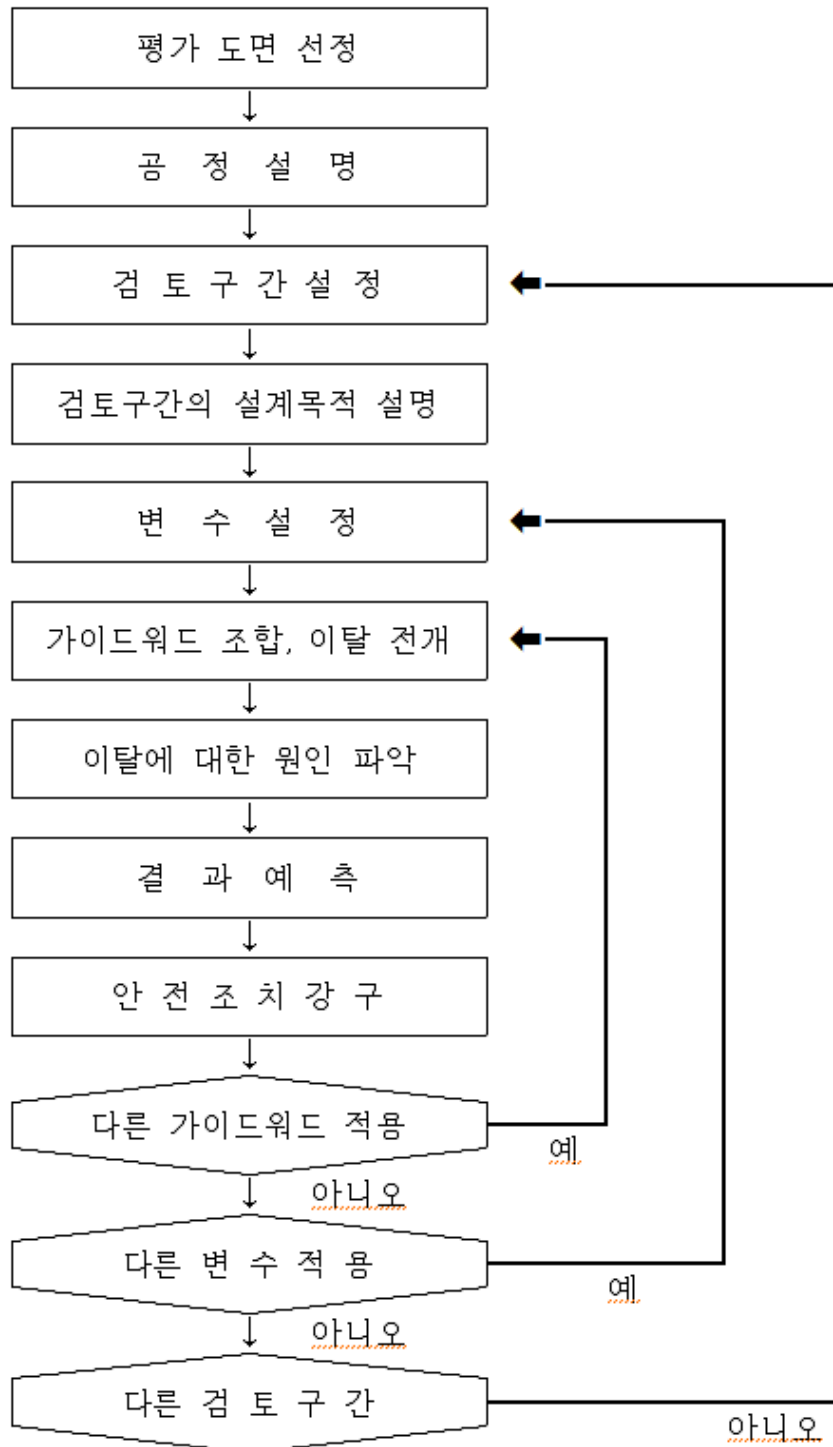 평가 도면 선정
공 정 설 명
검 토 구 간 설 정
검토구간의 설계목적 설명
변 수 설 정
가이드워드 조합, 이탈 전개
이탈에 대한 원인 파악
결 과 예 측
안 전 조 치 강 구
다른 가이드워드 적용
예
아니오
다른 변 수 적 용
예
아니오
다른 검 토 구 간
아니오